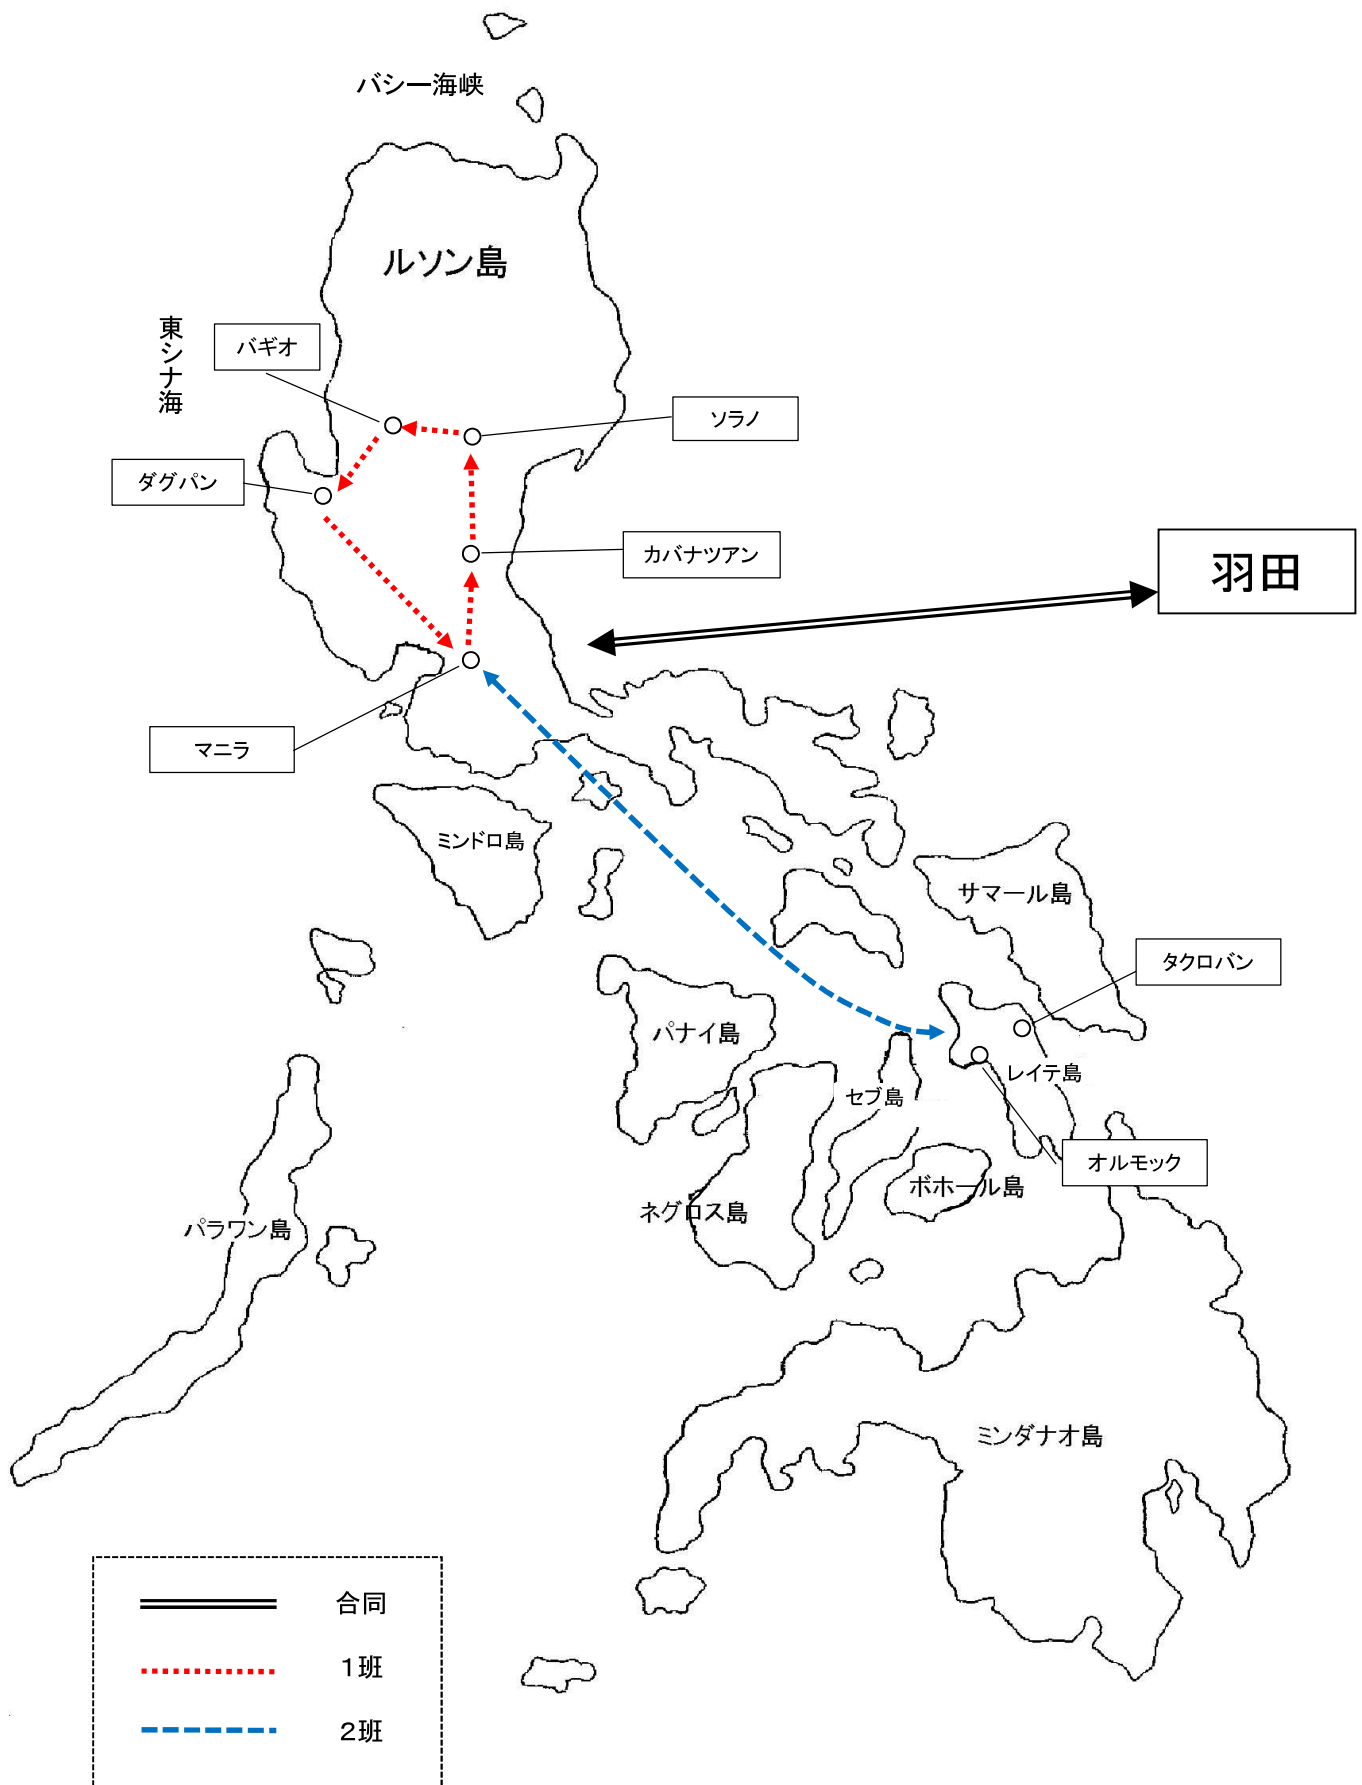 バシー海峡
ルソン島
東シナ海
バギオ
ソラノ
ダグパン
カバナツアン
羽田
マニラ
ミンドロ島
サマール島
タクロバン
パナイ島
レイテ島
セブ島
オルモック
ボホール島
ネグロス島
パラワン島
ミンダナオ島
合同
１班
２班